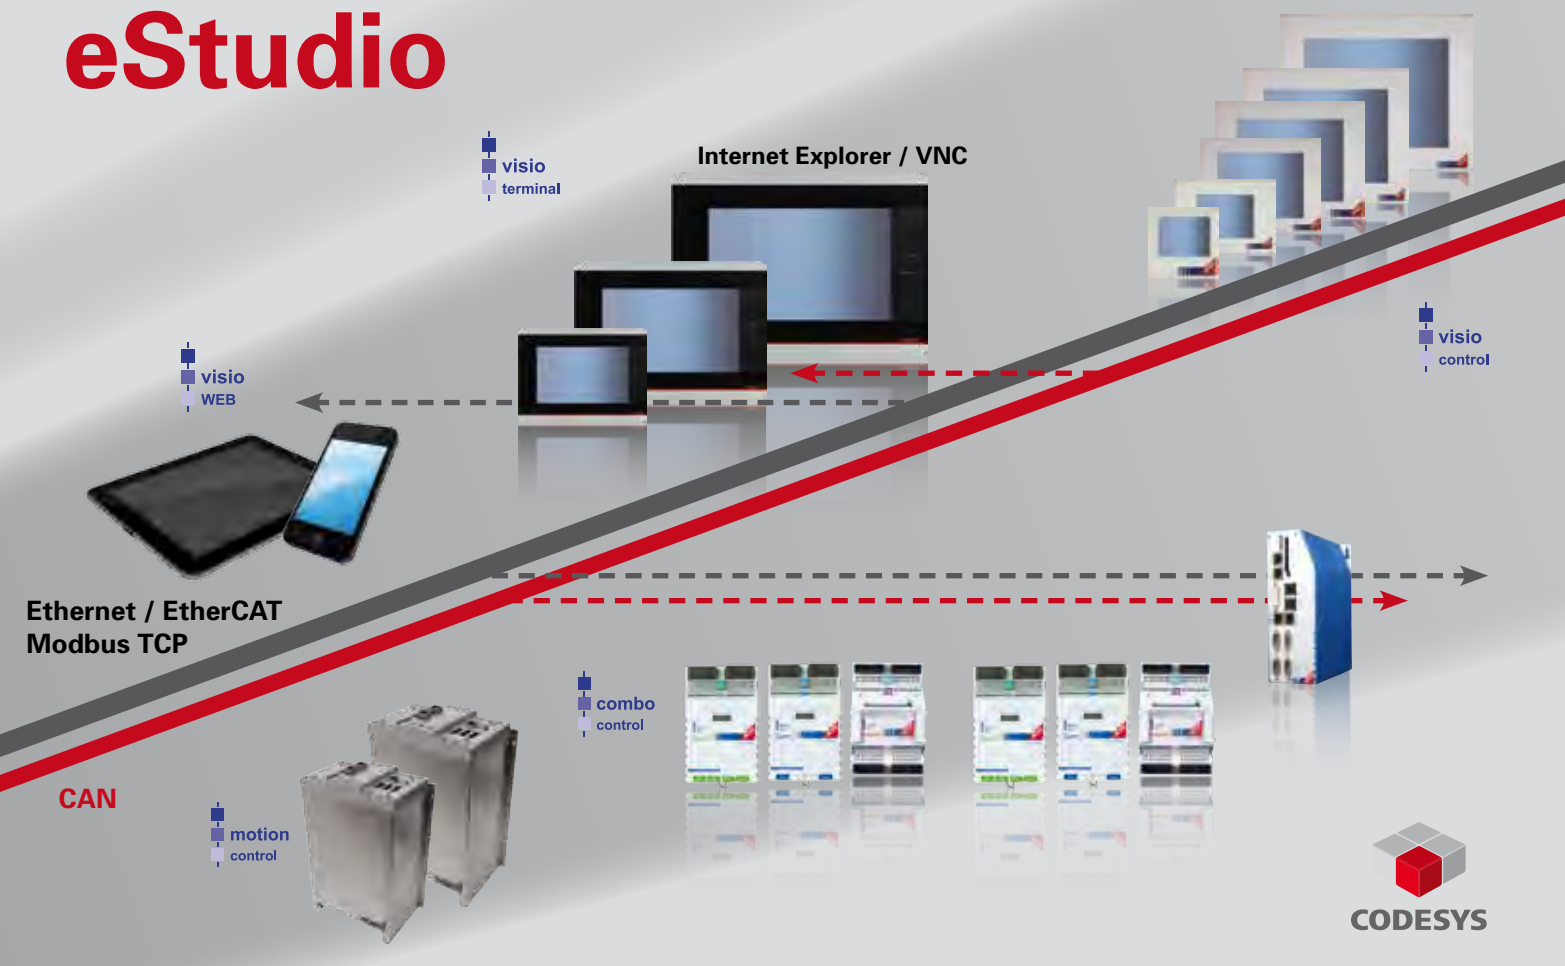 eStudio
visio
terminal
Internet Explorer / VNC
visio
control
visio
WEB
Ethernet / EtherCAT
Modbus TCP
combo
control
CAN
motion
control
CODESYS